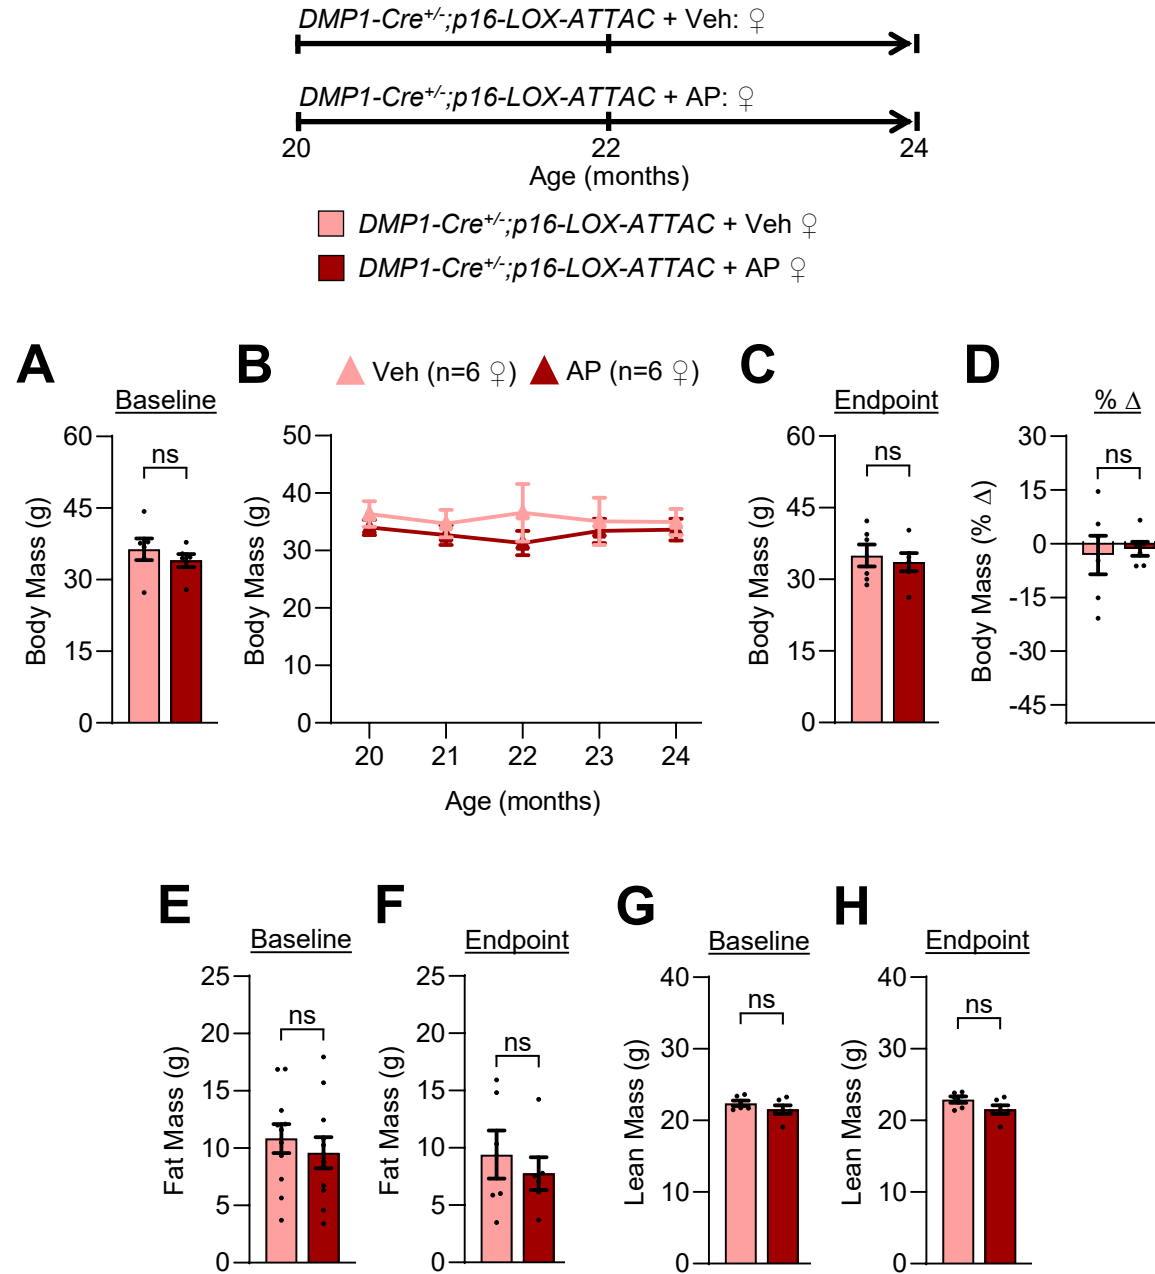 DMP1-Cre+/-;p16-LOX-ATTAC + Veh: ♀
DMP1-Cre+/-;p16-LOX-ATTAC + AP: ♀
20 22 24
Age (months)
DMP1-Cre+/-;p16-LOX-ATTAC + Veh ♀
DMP1-Cre+/-;p16-LOX-ATTAC + AP ♀
A
Baseline
ns
Body Mass (g)
60
45
30
15
0
B
Veh (n=6 ♀) AP (n=6 ♀)
Body Mass (g)
50
40
30
20
10
0
20 21 22 23 24
Age (months)
C
Endpoint
ns
Body Mass (g)
60
45
30
15
0
D
% Δ
ns
Body Mass (% Δ)
30
15
0
-15
-30
-45
E
Baseline
ns
Fat Mass (g)
25
20
15
10
5
0
F
Endpoint
ns
Fat Mass (g)
25
20
15
10
5
0
G
Baseline
ns
Lean Mass (g)
40
30
20
10
0
H
Endpoint
ns
Lean Mass (g)
40
30
20
10
0